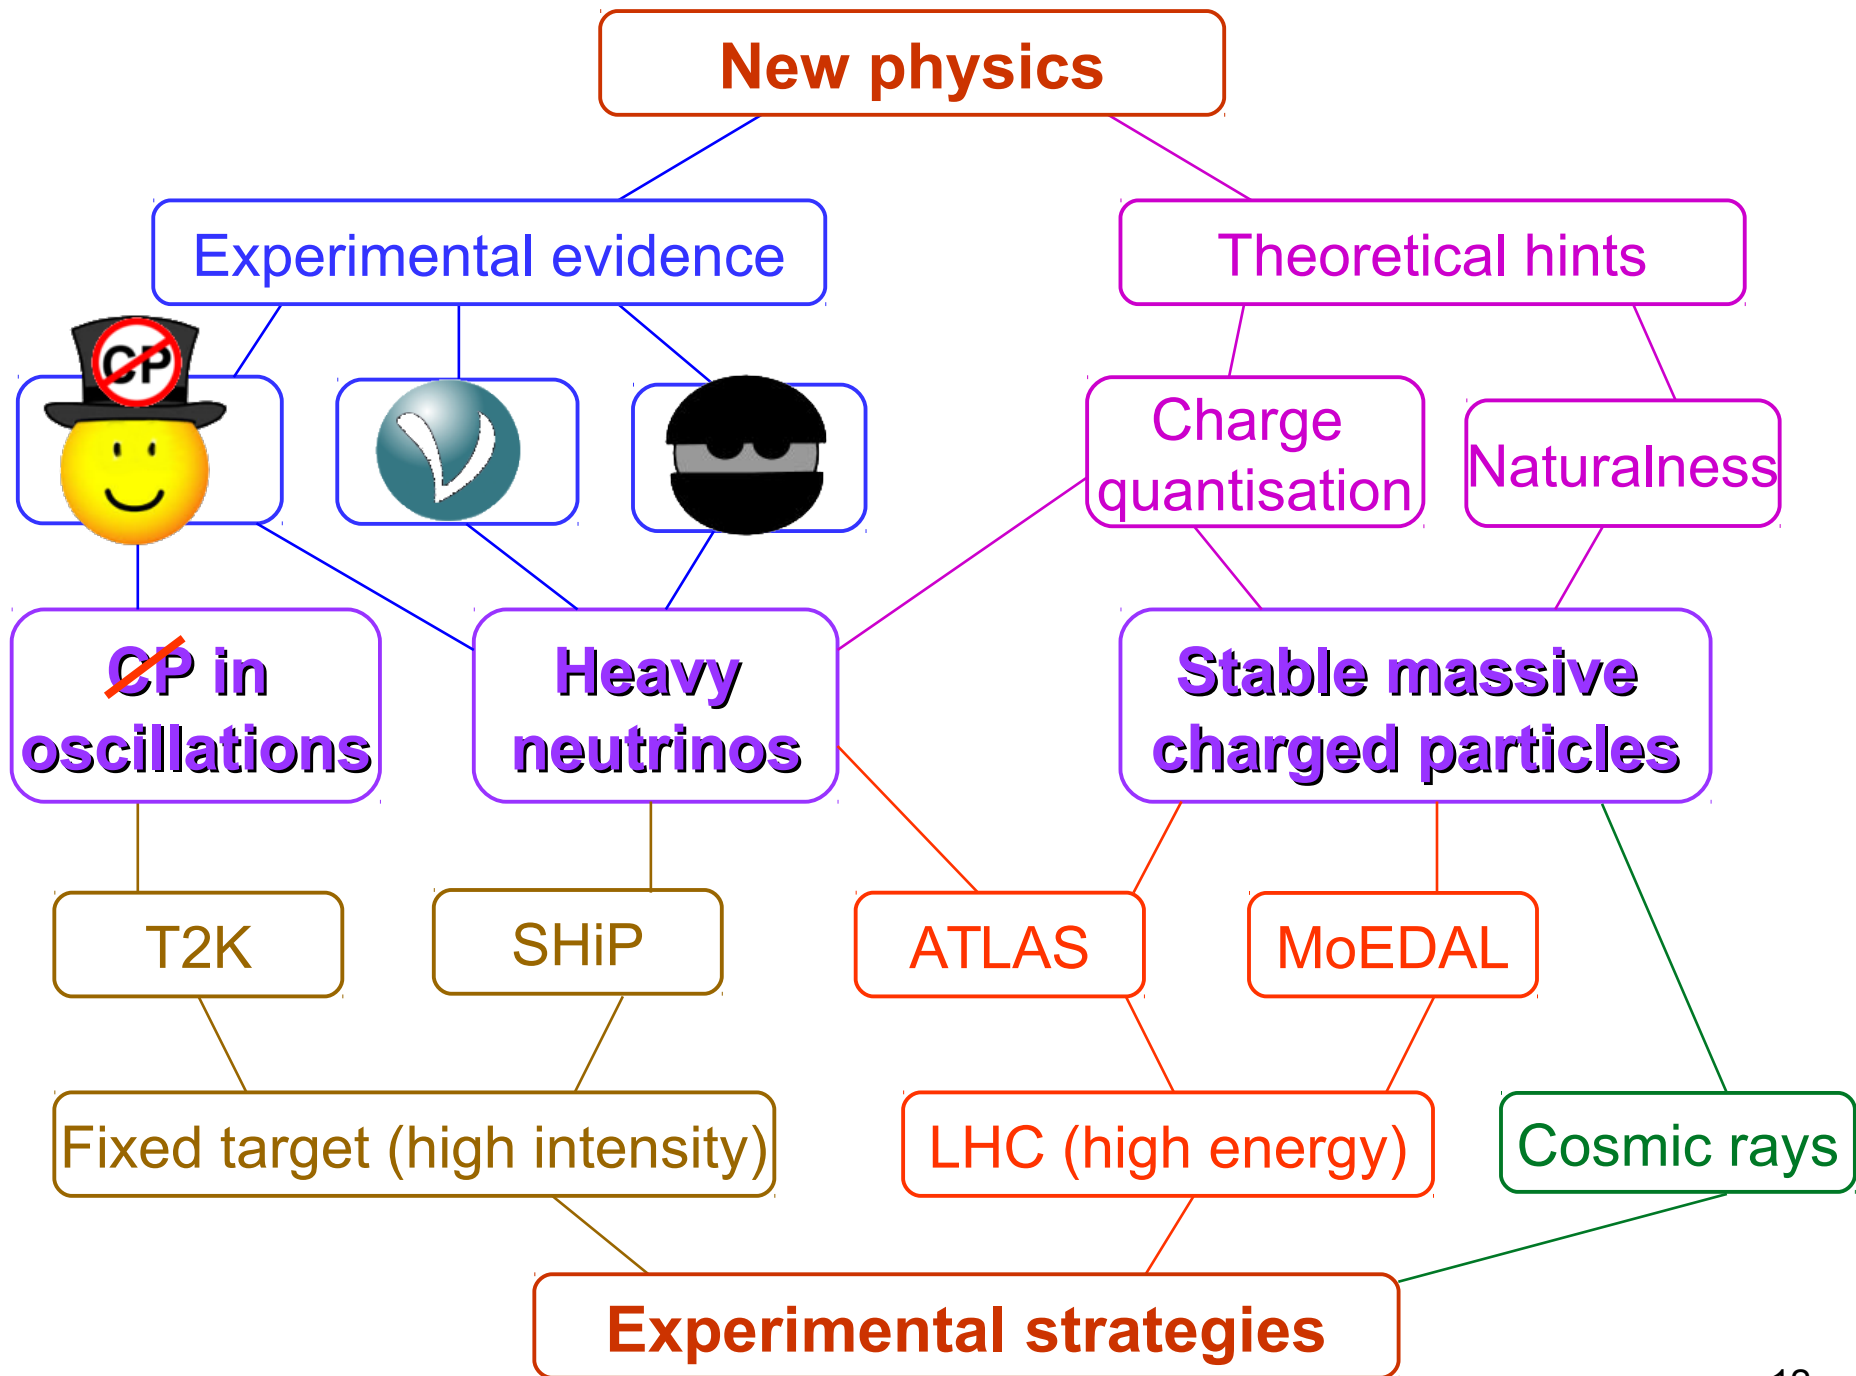 New physics
Experimental evidence
Theoretical hints
CP
ν
Charge
quantisation
Naturalness
CP in
oscillations
Heavy
neutrinos
Stable massive
charged particles
T2K
SHiP
ATLAS
MoEDAL
Fixed target (high intensity)
LHC (high energy)
Cosmic rays
Experimental strategies